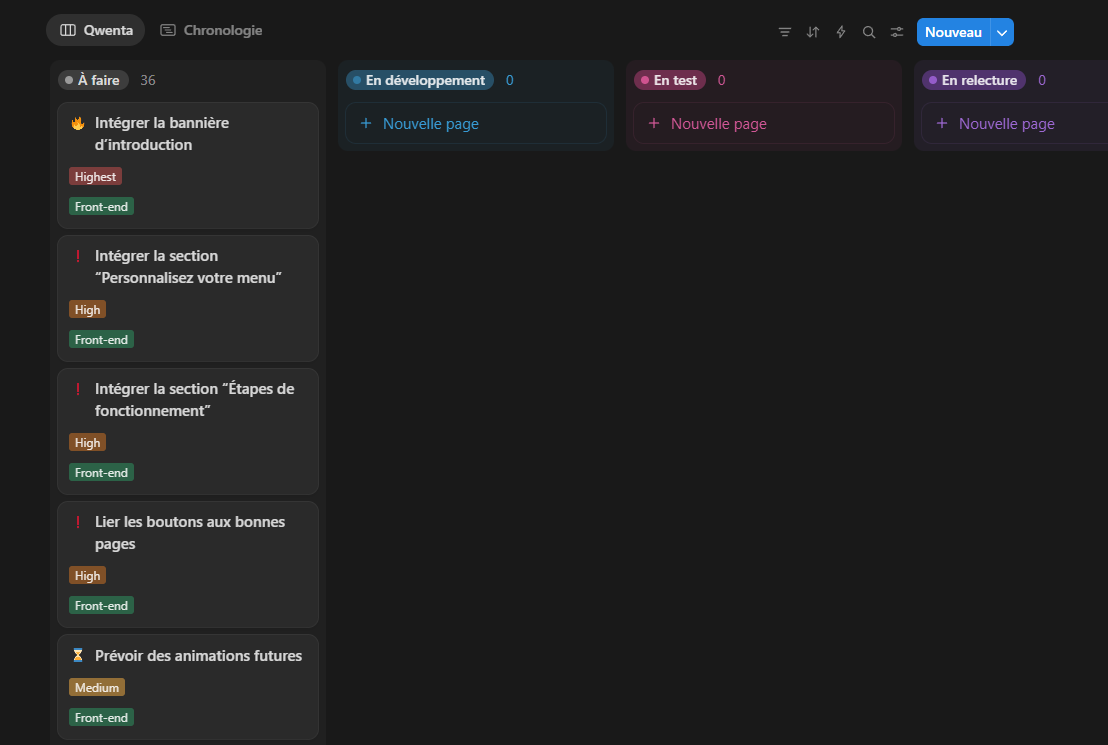 Qwenta
Chronologie
Nouveau
À faire 36
Intégrer la bannière
d’introduction
Highest
Front-end
Intégrer la section
“Personnalisez votre menu”
High
Front-end
Intégrer la section “Étapes de
fonctionnement”
High
Front-end
Lier les boutons aux bonnes
pages
High
Front-end
Prévoir des animations futures
Medium
Front-end
En développement 0
+ Nouvelle page
En test 0
+ Nouvelle page
En relecture 0
+ Nouvelle page